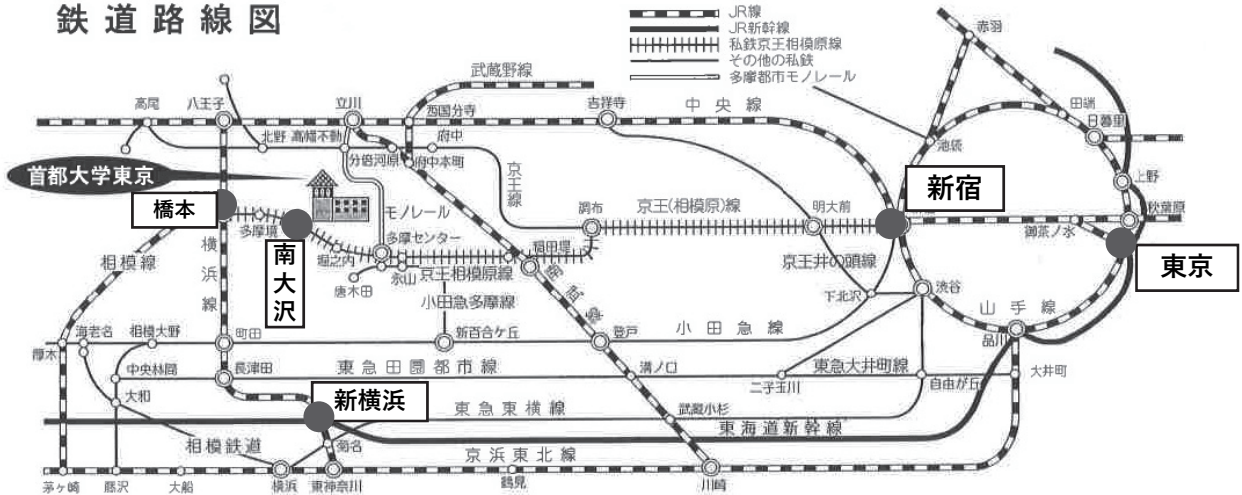 鉄道路線図
JR線
JR新幹線
私鉄京王相模原線
その他の私鉄
多摩都市モノレール
赤羽
武蔵野線
高尾
八王子
立川
西国分寺
吉祥寺
中央線
田端
日暮里
北野
高幡不動
分倍河原
府中
府中本町
池袋
首都大学東京
京王線
上野
橋本
新宿
秋葉原
多摩境
南大沢
モノレール
調布
京王(相模原)線
明大前
御茶ノ水
東京
横浜線
相模線
堀之内
多摩センター
稲田堤
京王相模原線
永山
唐木田
京王井の頭線
小田急多摩線
南武線
下北沢
渋谷
山手線
海老名
相模大野
町田
新百合ケ丘
登戸
小田急線
品川
厚木
中央林間
長津田
東急田園都市線
溝ノ口
二子玉川
東急大井町線
自由が丘
大井町
大和
新横浜
東急東横線
武蔵小杉
東海道新幹線
相模鉄道
菊名
京浜東北線
茅ヶ崎
藤沢
大船
横浜
東神奈川
鶴見
川崎